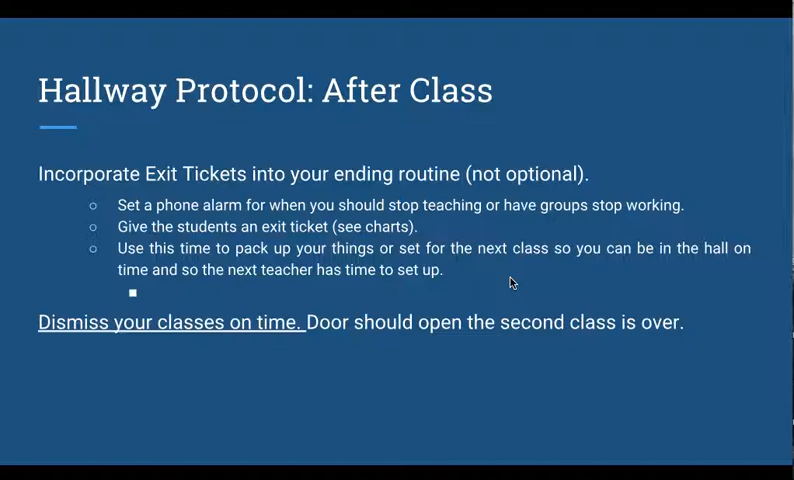 Hallway Protocol: After Class
Incorporate Exit Tickets into your ending routine (not optional).
Set a phone alarm for when you should stop teaching or have groups stop working.
Give the students an exit ticket (see charts).
Use this time to pack up your things or set for the next class so you can be in the hall on
time and so the next teacher has time to set up.
Dismiss your classes on time. Door should open the second class is over.